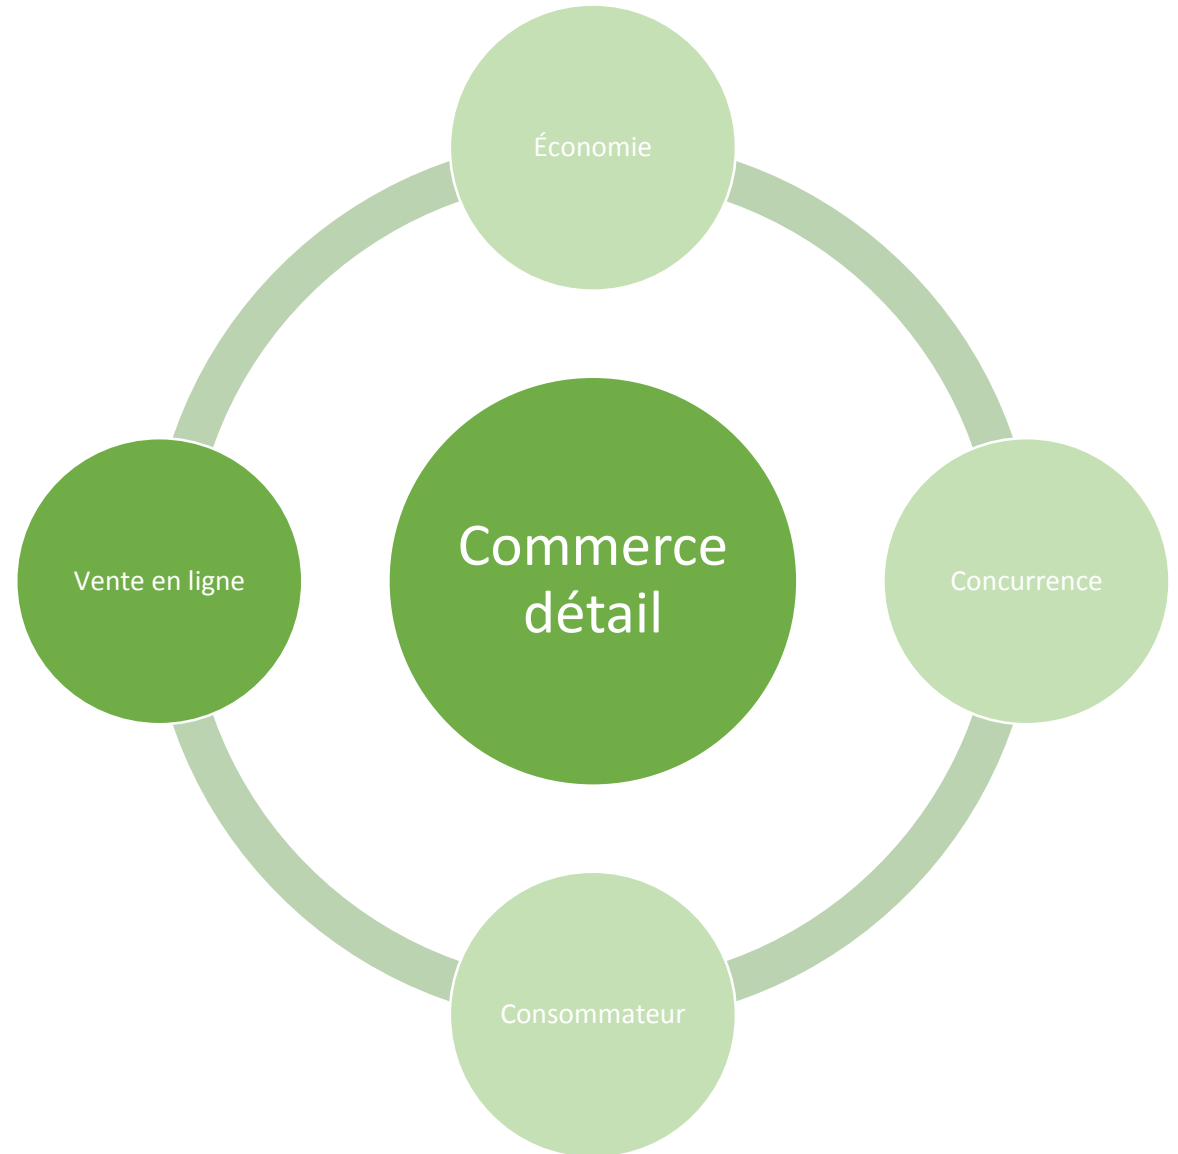 Économie
Vente en ligne
Commerce
détail
Concurrence
Consommateur